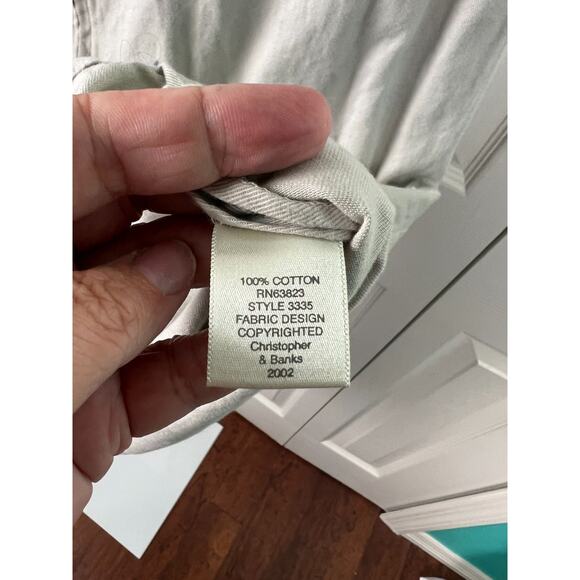 100% COTTON
RN63823
STYLE 3335
FABRIC DESIGN
COPYRIGHTED
Christopher
& Banks
2002